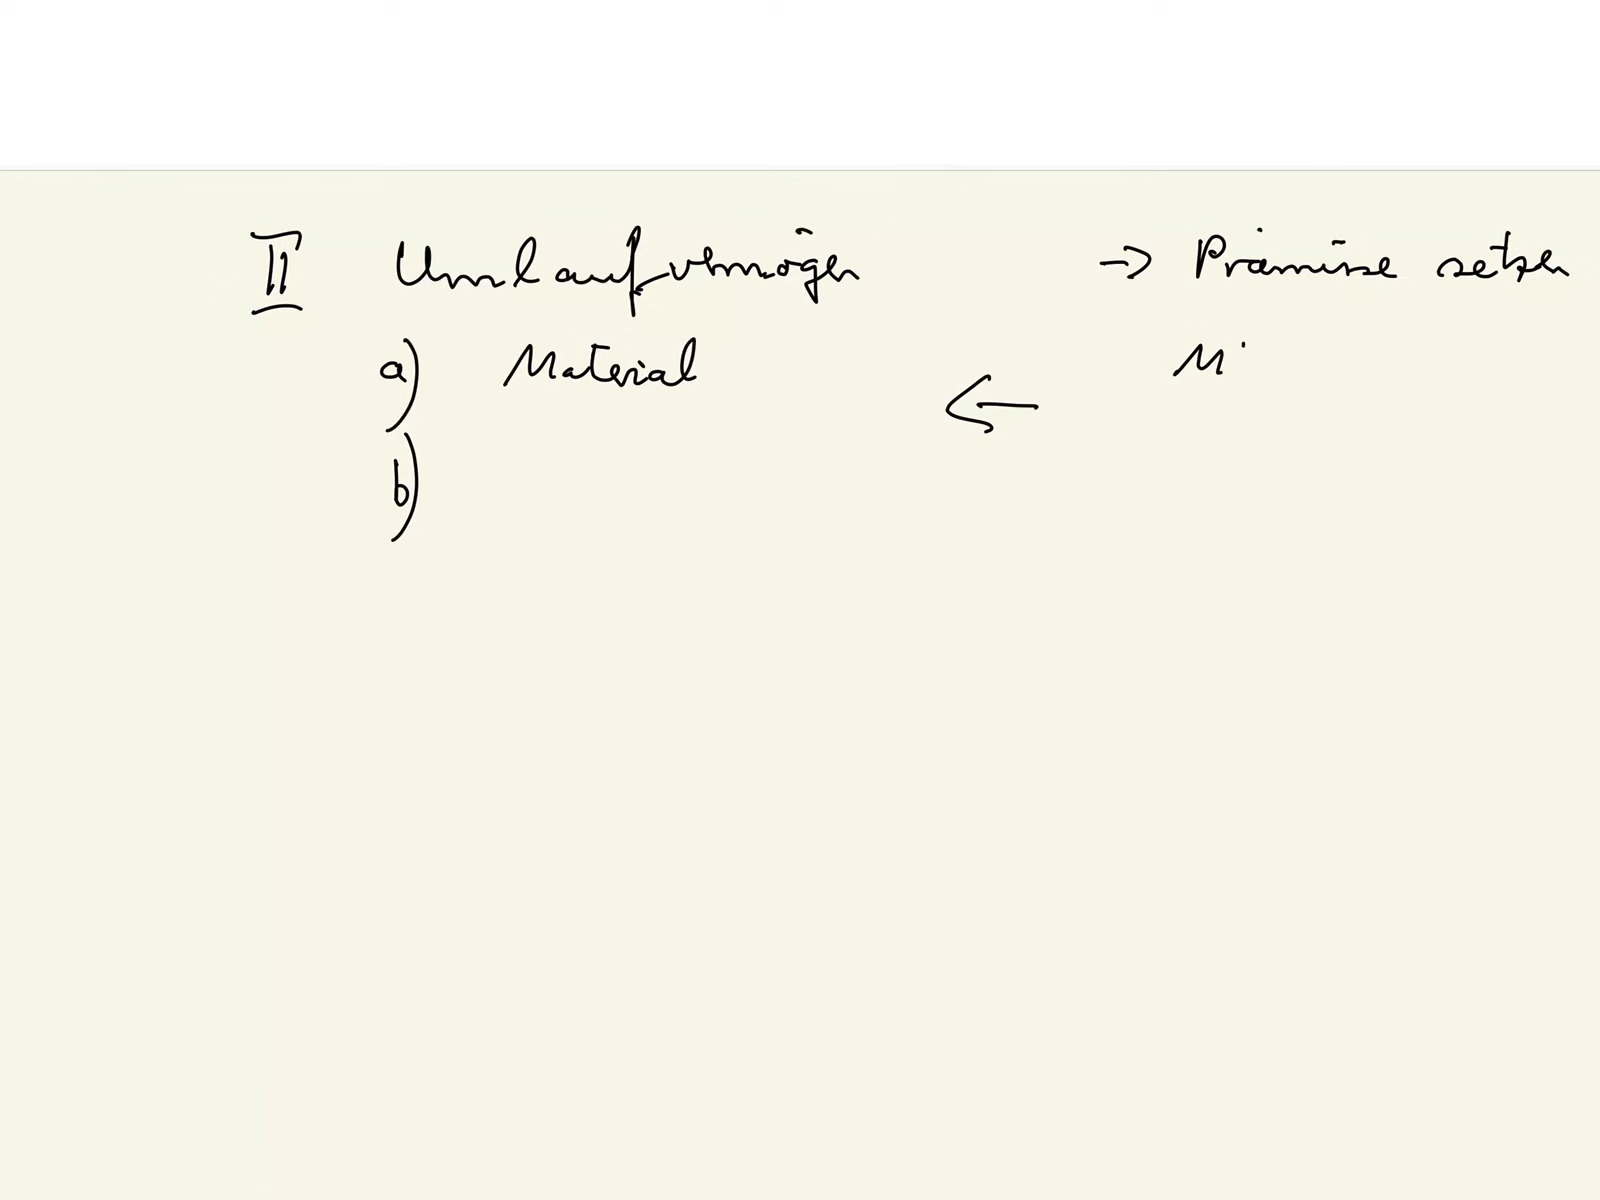 II Umlaufvermögen → Prämisse setzen
a) Material ← M
b)